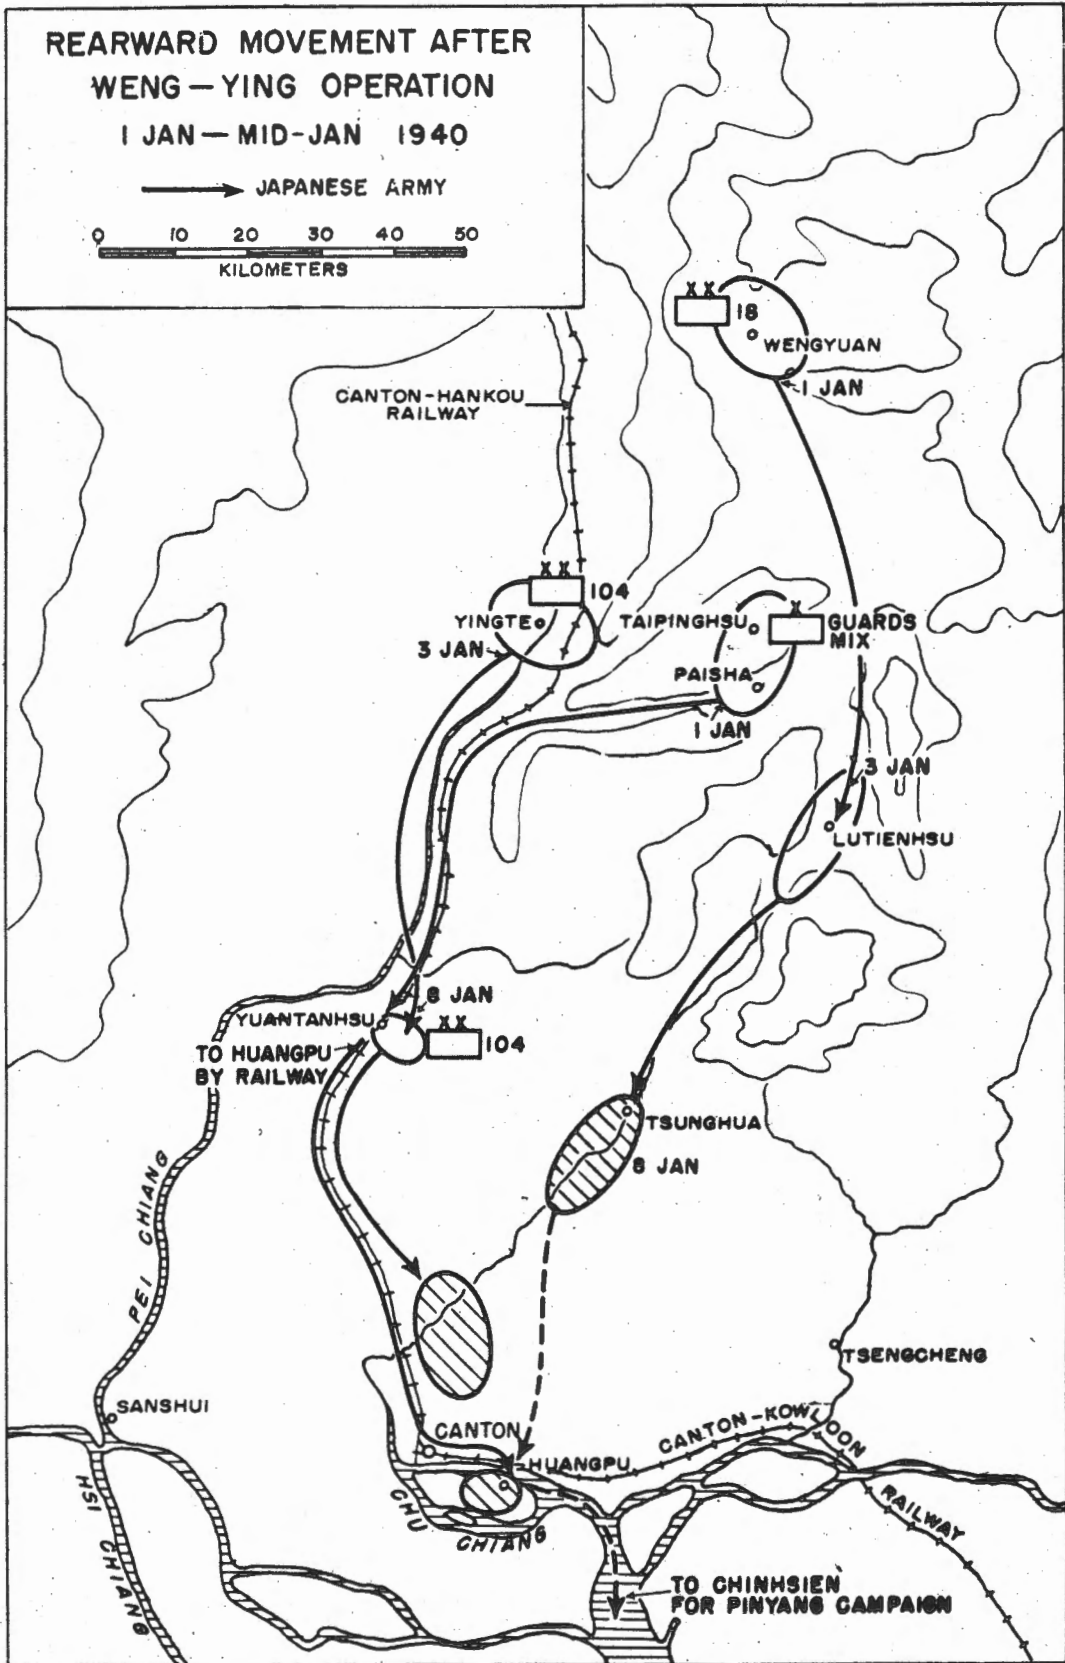 REARWARD MOVEMENT AFTER
WENG — YING OPERATION
1 JAN — MID-JAN 1940
JAPANESE ARMY
0 10 20 30 40 50
KILOMETERS
X X
18
WENGYUAN
1 JAN
CANTON-HANKOU
RAILWAY
X X
104
YINGTE
3 JAN
TAIPINGHSU
X
GUARDS
MIX
PAISHA
1 JAN
3 JAN
LUTIENHSU
8 JAN
YUANTANHSU
X X
104
TO HUANGPU
BY RAILWAY
TSUNGHUA
8 JAN
PEI CHIANG
TSENGCHENG
SANSHUI
CANTON
CANTON-KOWLOON
RAILWAY
HUANGPU
HSI CHIANG
CHU
CHIANG
TO CHINHSIEN
FOR PINYANG CAMPAIGN